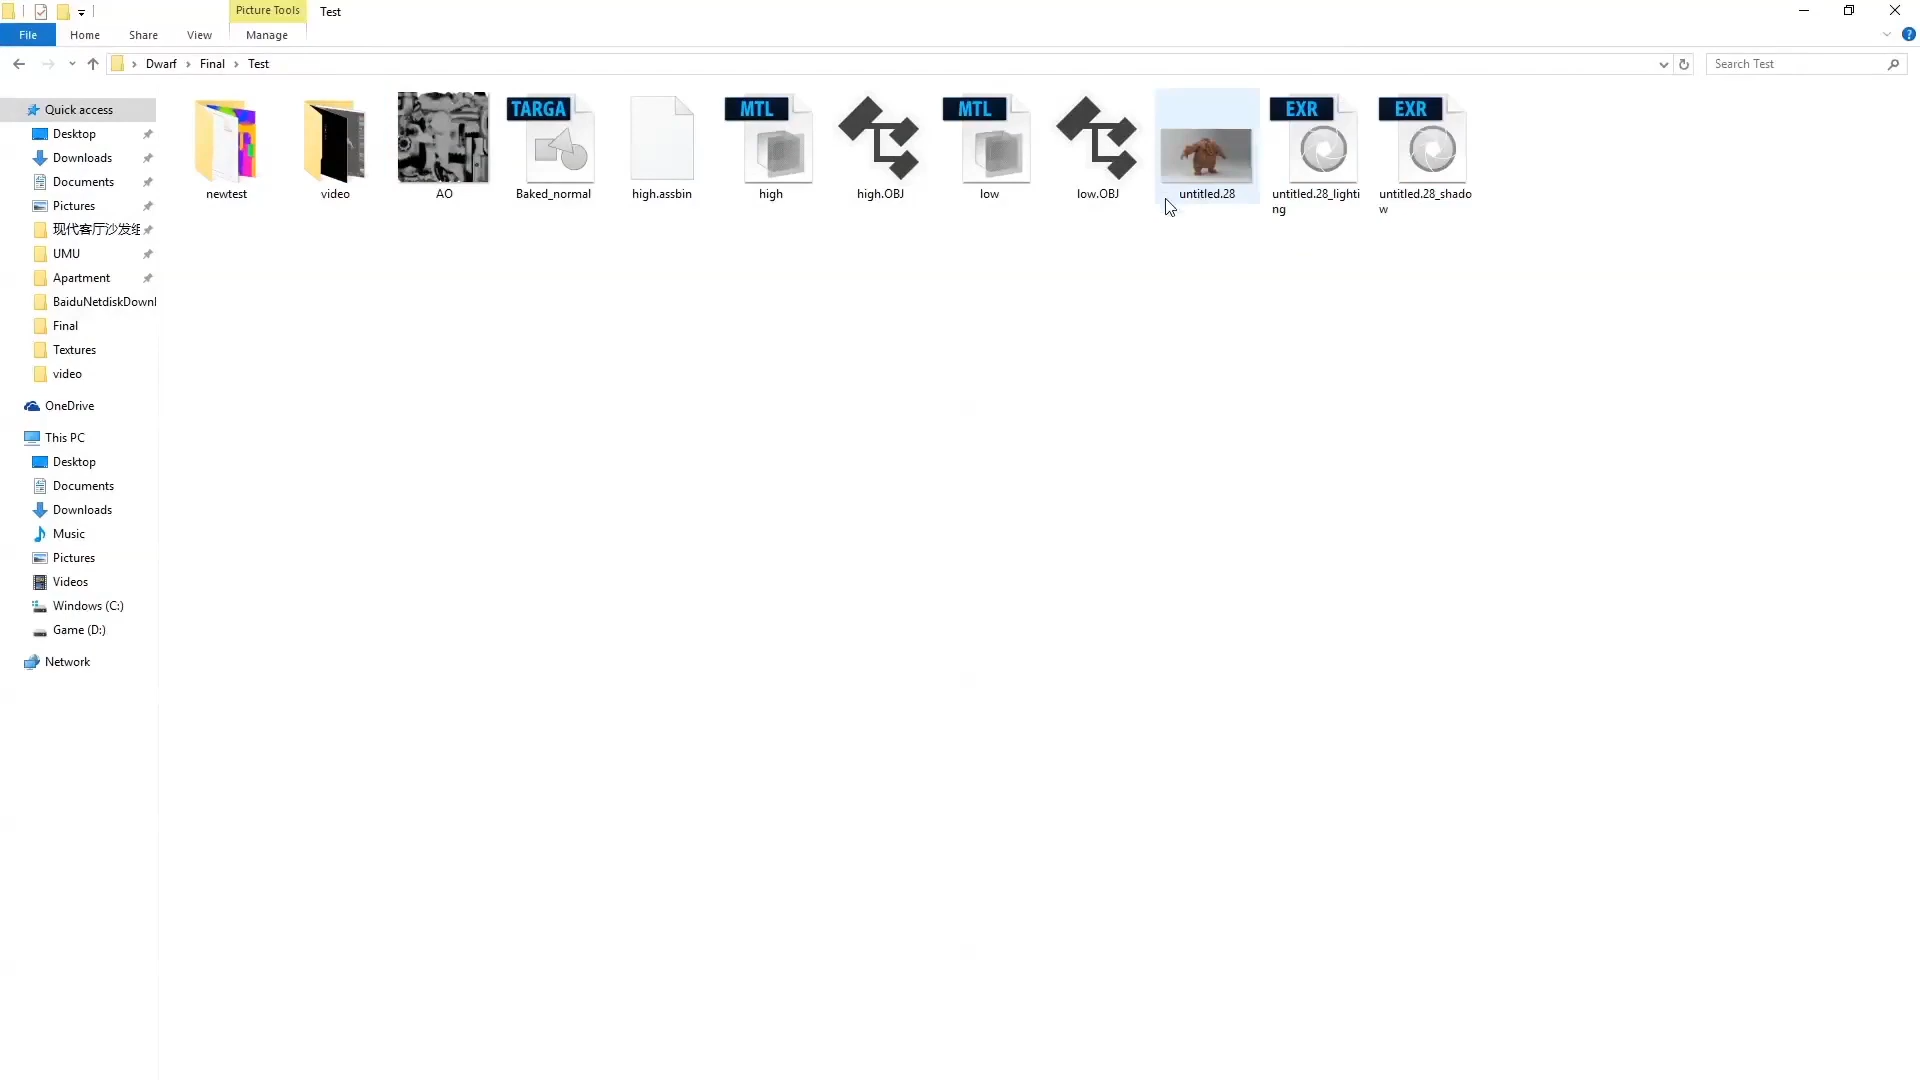 Picture Tools
Test
File
Home
Share
View
Manage
Dwarf
Final
Test
Search Test
Quick access
Desktop
Downloads
Documents
Pictures
现代客厅沙发组
UMU
Apartment
BaiduNetdiskDownl
Final
Textures
video
OneDrive
This PC
Desktop
Documents
Downloads
Music
Pictures
Videos
Windows (C:)
Game (D:)
Network
newtest
video
AO
TARGA
Baked_normal
high.assbin
MTL
high
high.OBJ
MTL
low
low.OBJ
untitled.28
EXR
untitled.28_lighti
ng
EXR
untitled.28_shado
w